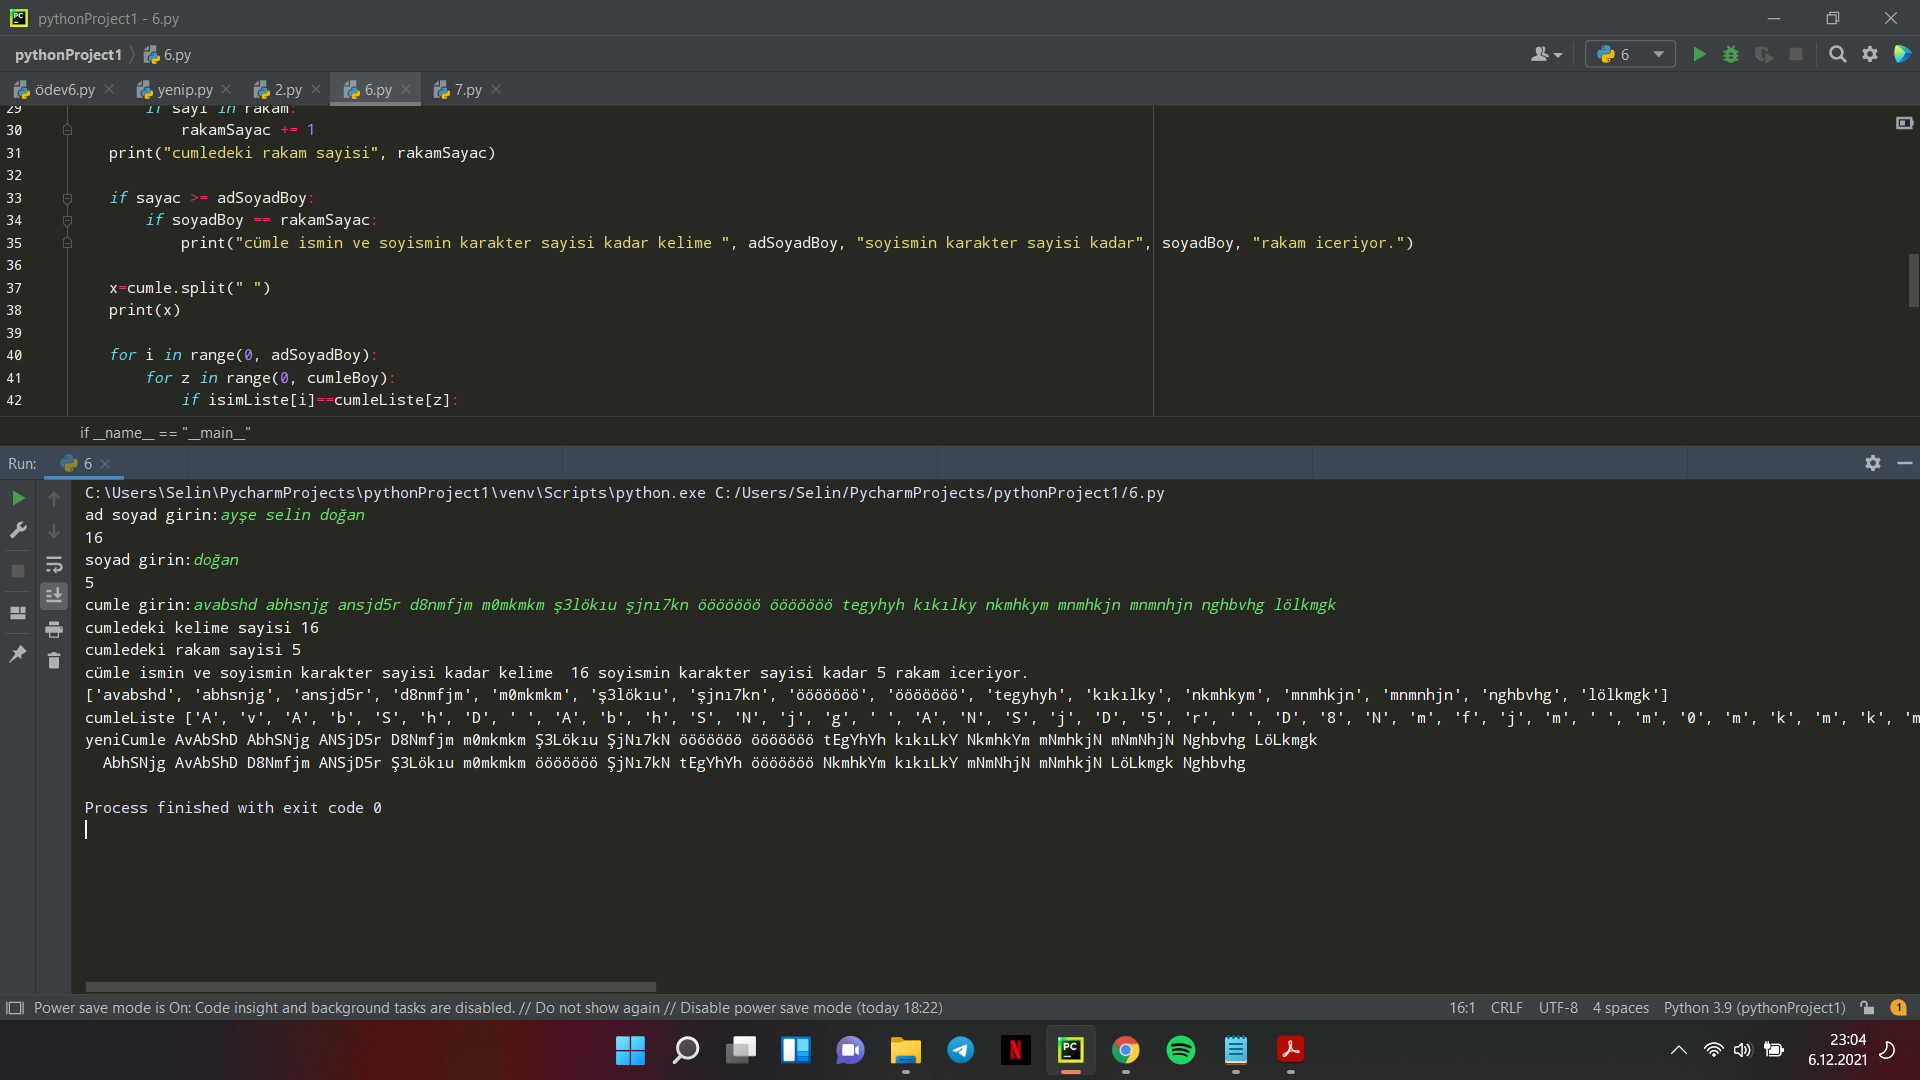 pythonProject1 - 6.py
pythonProject1 6.py
6
ödev6.py yenip.py 2.py 6.py 7.py
29 if sayi in rakam:
30 rakamSayac += 1
31 print("cumledeki rakam sayisi", rakamSayac)
32
33 if sayac >= adSoyadBoy:
34 if soyadBoy == rakamSayac:
35 print("cümle ismin ve soyismin karakter sayisi kadar kelime ", adSoyadBoy, "soyismin karakter sayisi kadar", soyadBoy, "rakam iceriyor.")
36
37 x=cumle.split(" ")
38 print(x)
39
40 for i in range(0, adSoyadBoy):
41 for z in range(0, cumleBoy):
42 if isimListe[i]==cumleListe[z]:
if __name__ == "__main__"
Run: 6
C:\Users\Selin\PycharmProjects\pythonProject1\venv\Scripts\python.exe C:/Users/Selin/PycharmProjects/pythonProject1/6.py
ad soyad girin:ayşe selin doğan
16
soyad girin:doğan
5
cumle girin:avabshd abhsnjg ansjd5r d8nmfjm m0mkmkm ş3lökıu şjnı7kn ööööööö ööööööö tegyhyh kıkılky nkmhkym mnmhkjn mnmnhjn nghbvhg lölkmgk
cumledeki kelime sayisi 16
cumledeki rakam sayisi 5
cümle ismin ve soyismin karakter sayisi kadar kelime  16 soyismin karakter sayisi kadar 5 rakam iceriyor.
['avabshd', 'abhsnjg', 'ansjd5r', 'd8nmfjm', 'm0mkmkm', 'ş3lökıu', 'şjnı7kn', 'ööööööö', 'ööööööö', 'tegyhyh', 'kıkılky', 'nkmhkym', 'mnmhkjn', 'mnmnhjn', 'nghbvhg', 'lölkmgk']
cumleListe ['A', 'v', 'A', 'b', 'S', 'h', 'D', ' ', 'A', 'b', 'h', 'S', 'N', 'j', 'g', ' ', 'A', 'N', 'S', 'j', 'D', '5', 'r', ' ', 'D', '8', 'N', 'm', 'f', 'j', 'm', ' ', 'm', '0', 'm', 'k', 'm', 'k', 'm
yeniCumle AvAbShD AbhSNjg ANSjD5r D8Nmfjm m0mkmkm Ş3Lökıu ŞjNı7kN ööööööö ööööööö tEgYhYh kıkıLkY NkmhkYm mNmhkjN mNmNhjN Nghbvhg LöLkmgk
AbhSNjg AvAbShD D8Nmfjm ANSjD5r Ş3Lökıu m0mkmkm ööööööö ŞjNı7kN tEgYhYh ööööööö NkmhkYm kıkıLkY mNmNhjN mNmhkjN LöLkmgk Nghbvhg
Process finished with exit code 0
Power save mode is On: Code insight and background tasks are disabled. // Do not show again // Disable power save mode (today 18:22) 16:1 CRLF UTF-8 4 spaces Python 3.9 (pythonProject1) 1
23:04
6.12.2021